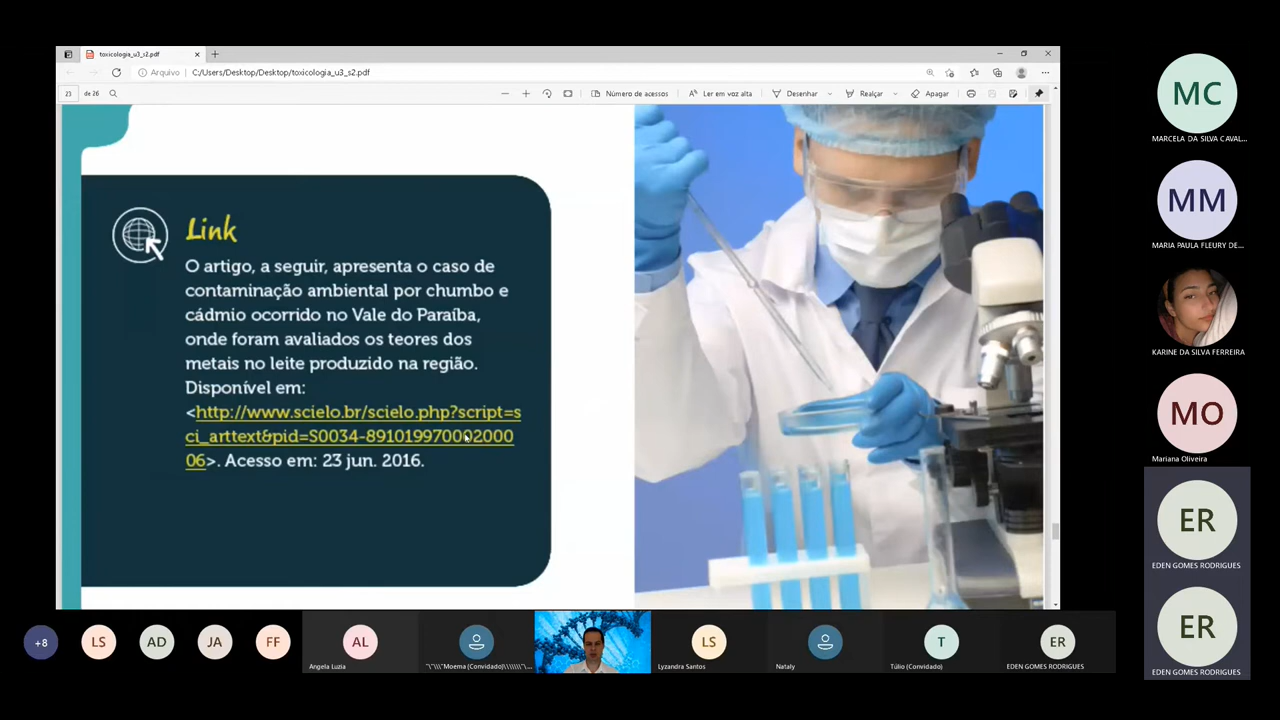 toxicologia_u3_s2.pdf
Arquivo
C:/Users/Desktop/Desktop/toxicologia_u3_s2.pdf
23
de 26
Número de acessos
Ler em voz alta
Desenhar
Realçar
Apagar
Link
O artigo, a seguir, apresenta o caso de
contaminação ambiental por chumbo e
cádmio ocorrido no Vale do Paraíba,
onde foram avaliados os teores dos
metais no leite produzido na região.
Disponível em:
<http://www.scielo.br/scielo.php?script=s
ci_arttext&pid=S0034-891019970002000
06>. Acesso em: 23 jun. 2016.
MC
MARCELA DA SILVA CAVAL...
MM
MARIA PAULA FLEURY DE...
KARINE DA SILVA FERREIRA
MO
Mariana Oliveira
ER
EDEN GOMES RODRIGUES
ER
EDEN GOMES RODRIGUES
+8
LS
AD
JA
FF
AL
Angela Luzia
"\"\\\"Moema (Convidado)\\\\\\\"\...
LS
Lyzandra Santos
Nataly
T
Túlio (Convidado)
ER
EDEN GOMES RODRIGUES